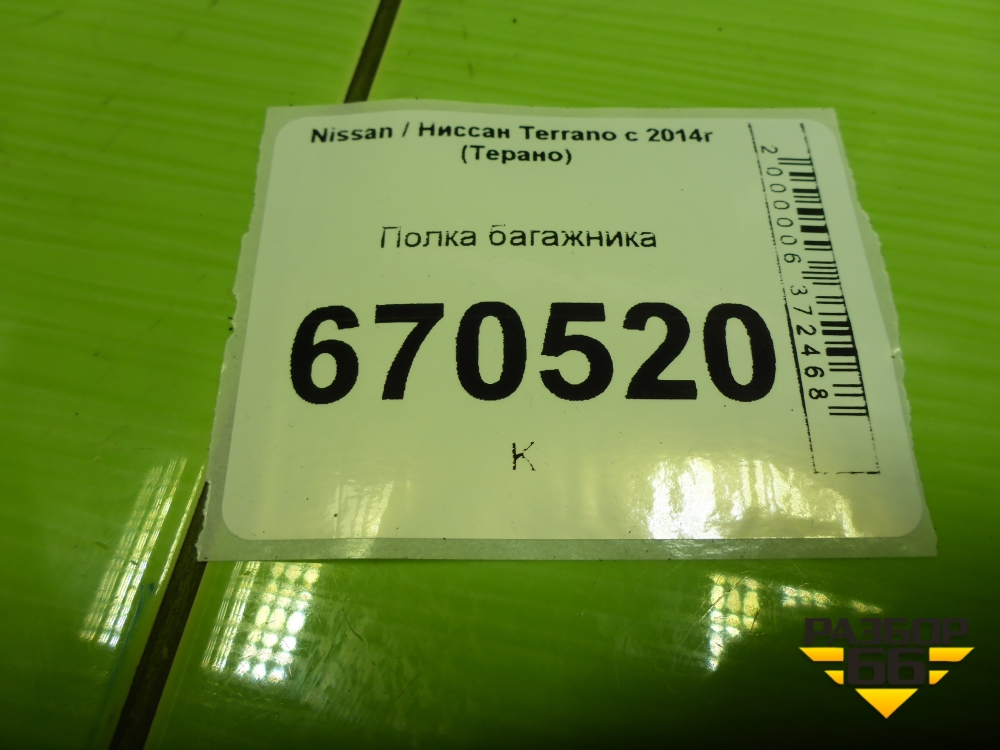 Nissan / Ниссан Terrano с 2014г
(Терано)
Полка багажника
670520
К
2000006372468
РАЗБОР
66